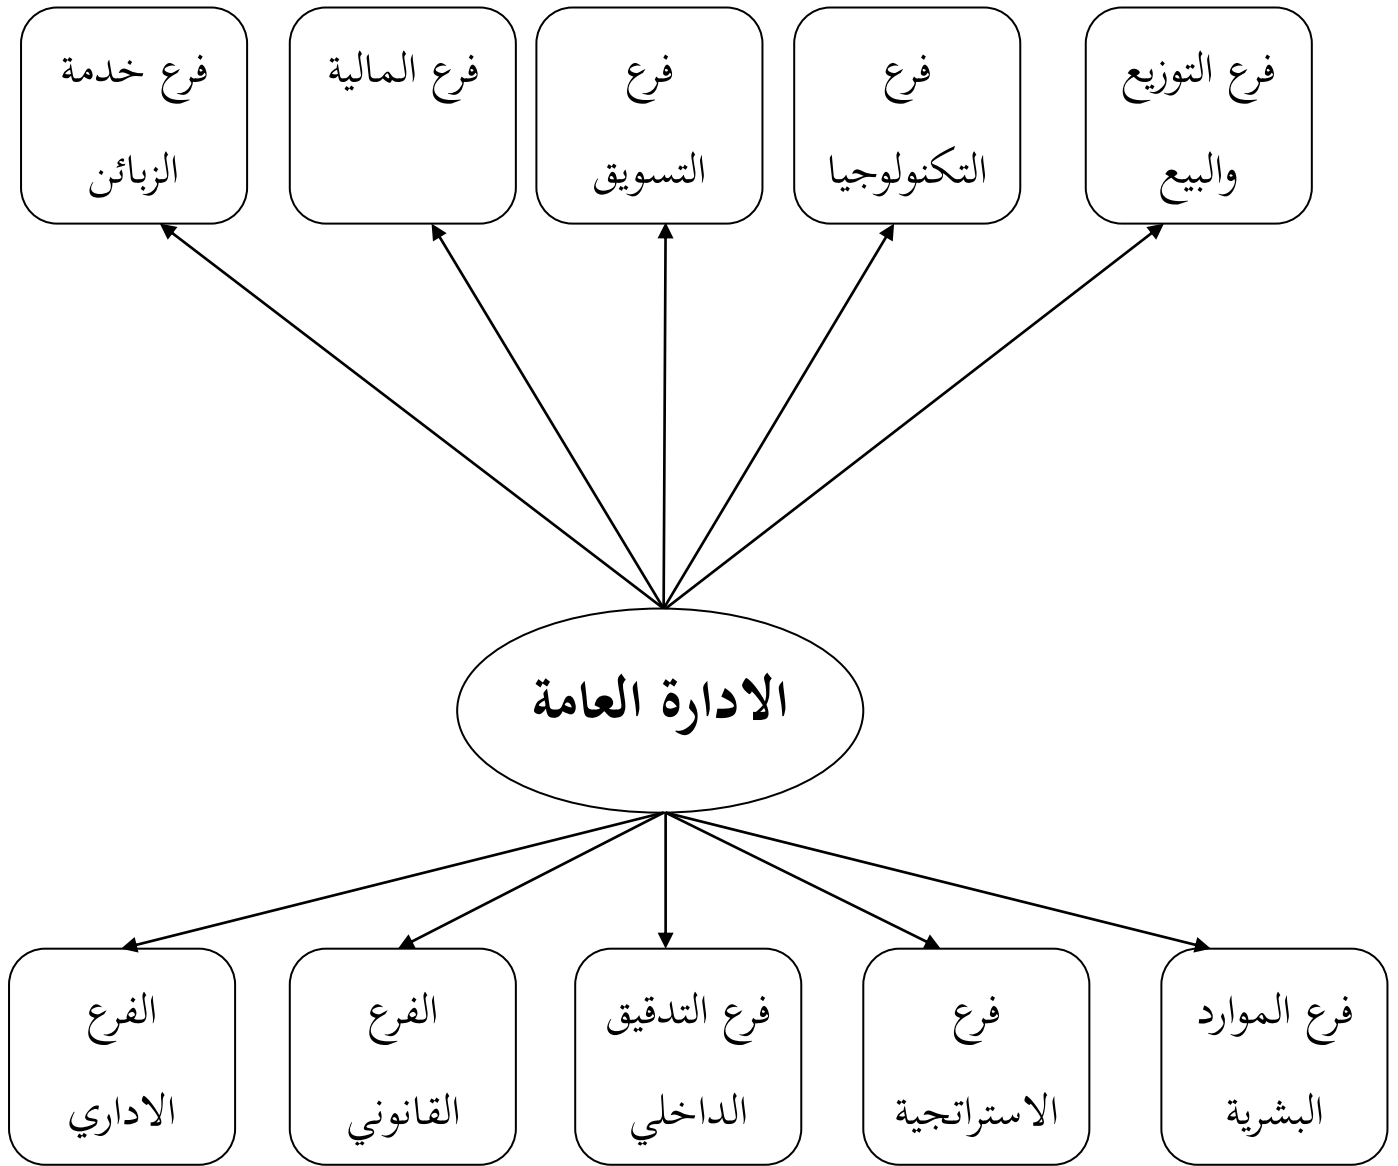 فرع التوزيع
والبيع
فرع
التكنولوجيا
فرع
التسويق
فرع المالية
فرع خدمة
الزبائن
الادارة العامة
فرع الموارد
البشرية
فرع
الاستراتجية
فرع التدقيق
الداخلي
الفرع
القانوني
الفرع
الاداري